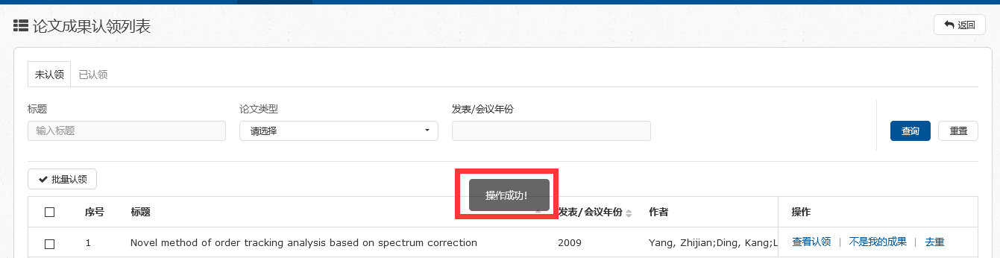 论文成果认领列表
返回
未认领 已认领
标题 论文类型 发表/会议年份
输入标题 请选择 查询 重置
批量认领
操作成功!
序号 标题 发表/会议年份 作者 操作
1 Novel method of order tracking analysis based on spectrum correction 2009 Yang, Zhijian;Ding, Kang;L 查看认领 | 不是我的成果 | 去重